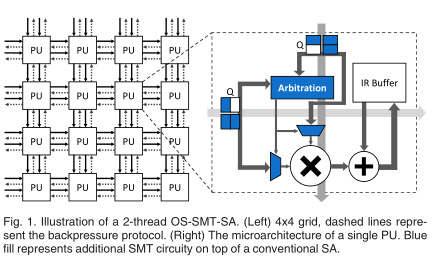 PU PU PU PU
PU PU PU PU
PU PU PU PU
PU PU PU PU
Q
Arbitration
IR Buffer
Q
Fig. 1. Illustration of a 2-thread OS-SMT-SA. (Left) 4x4 grid, dashed lines repre-
sent the backpressure protocol. (Right) The microarchitecture of a single PU. Blue
fill represents additional SMT circuity on top of a conventional SA.